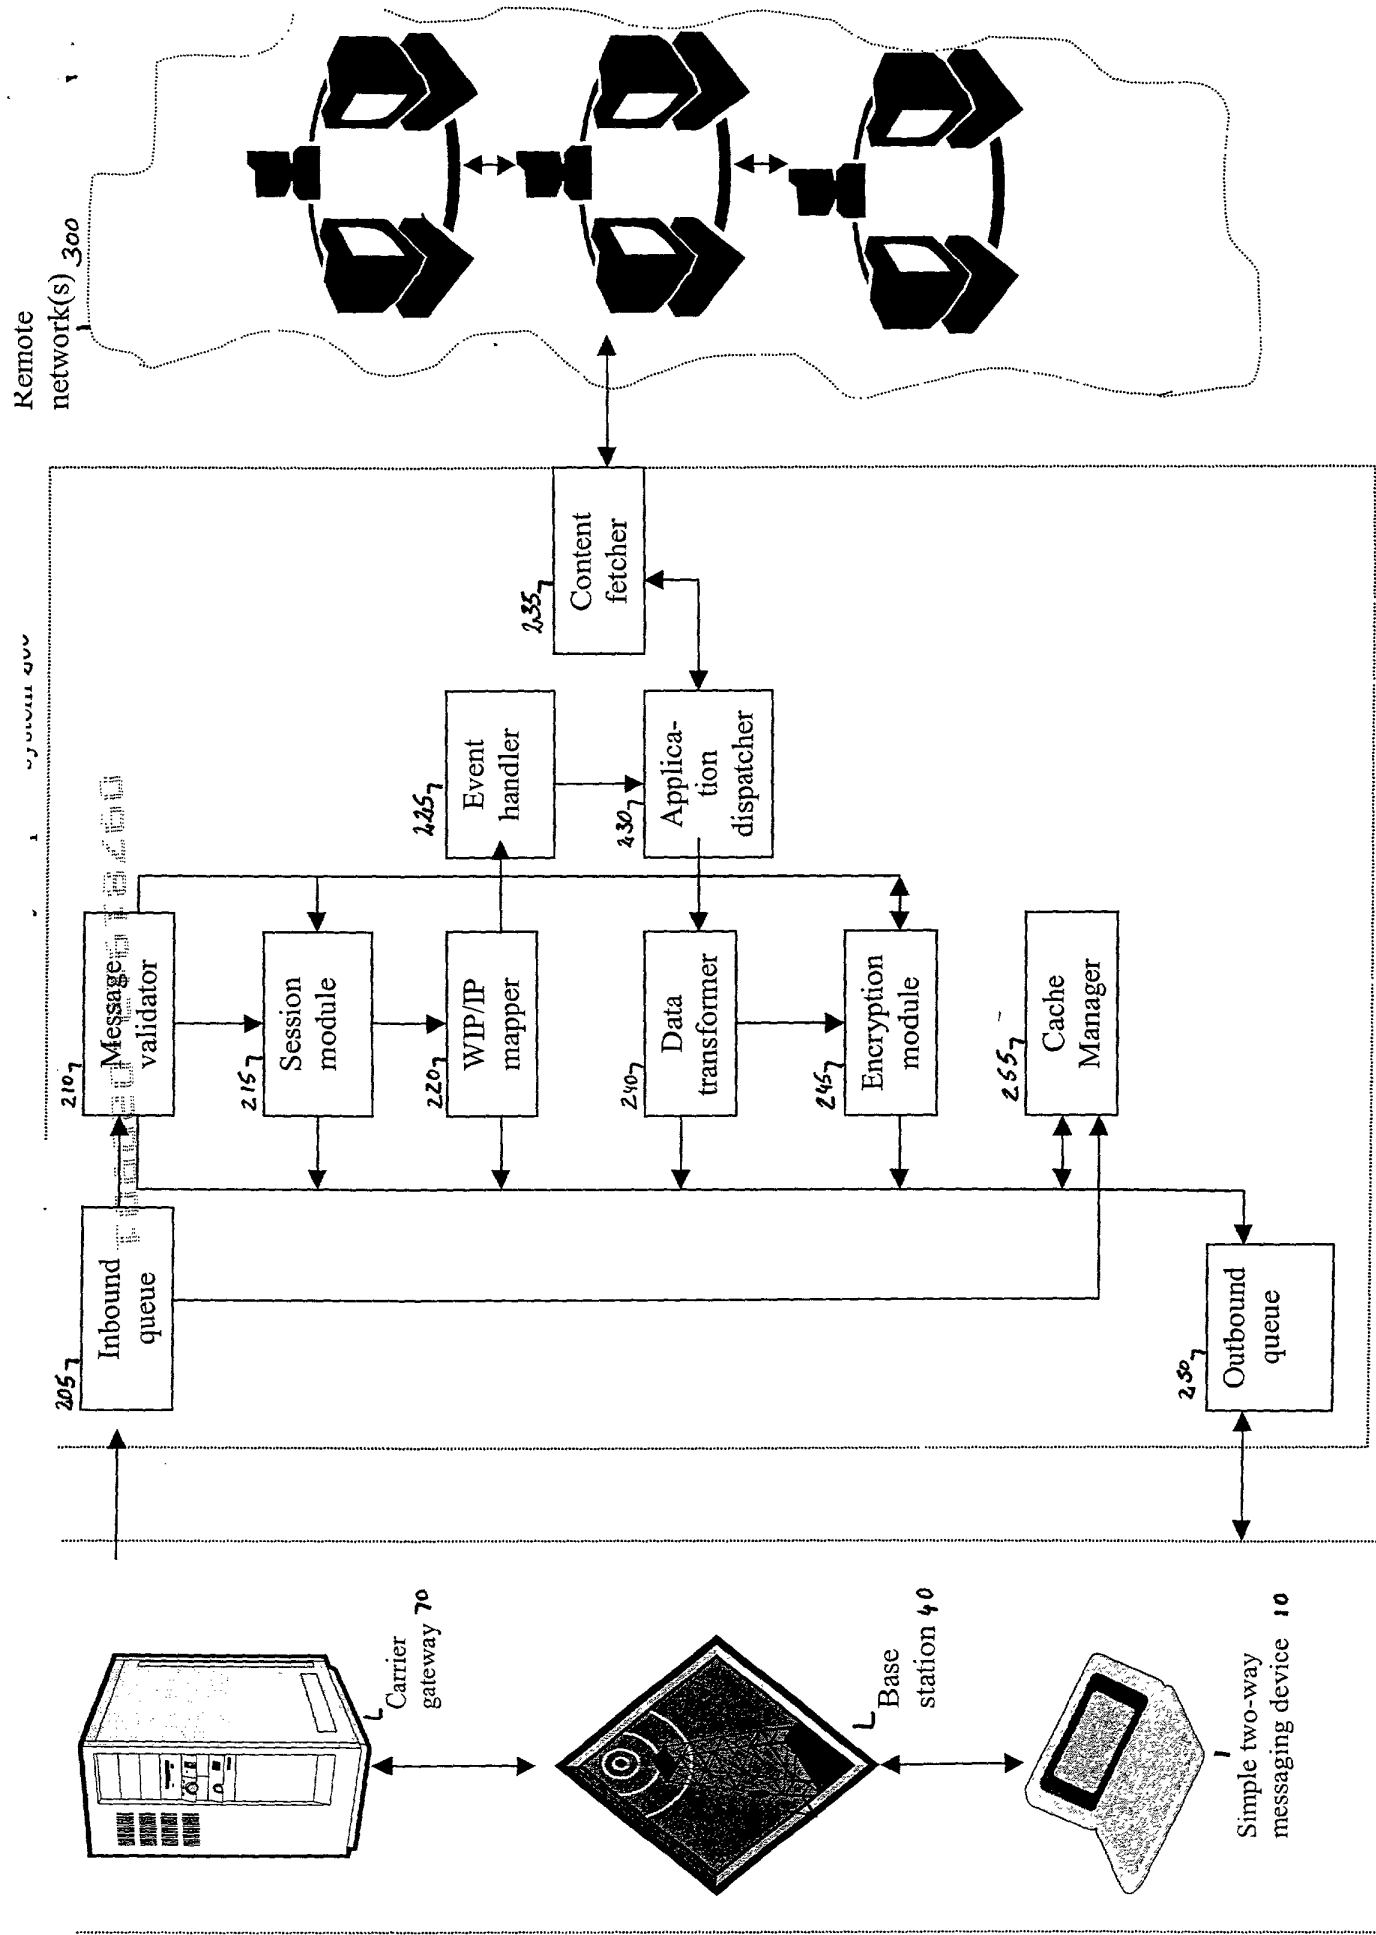 Carrier
gateway 70
Base
station 40
Simple two-way
messaging device 10
205
Inbound
queue
210
Message
validator
215
Session
module
220
WIP/IP
mapper
225
Event
handler
230
Applica-
tion
dispatcher
235
Content
fetcher
240
Data
transformer
245
Encryption
module
255
Cache
Manager
250
Outbound
queue
Remote
network(s) 300